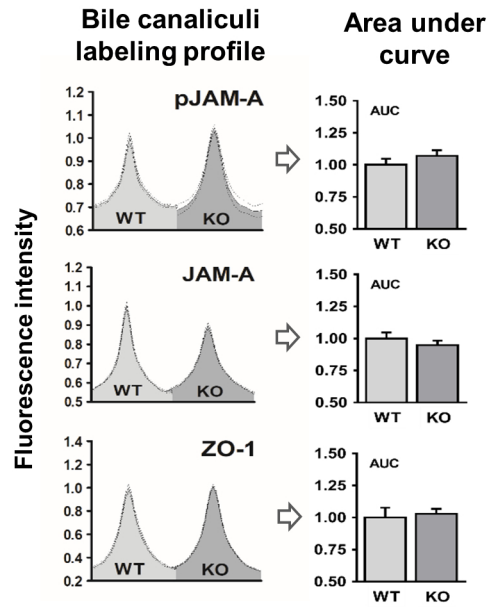 Bile canaliculi
labeling profile
Area under
curve
Fluorescence intensity
pJAM-A
1.2
1.1
1.0
0.9
0.8
0.7
0.6
WT KO
AUC
1.50
1.25
1.00
0.75
0.50
WT KO
JAM-A
1.2
1.1
1.0
0.9
0.8
0.7
0.6
0.5
WT KO
AUC
1.50
1.25
1.00
0.75
0.50
WT KO
ZO-1
1.4
1.2
1.0
0.8
0.6
0.4
0.2
WT KO
AUC
1.50
1.25
1.00
0.75
0.50
WT KO